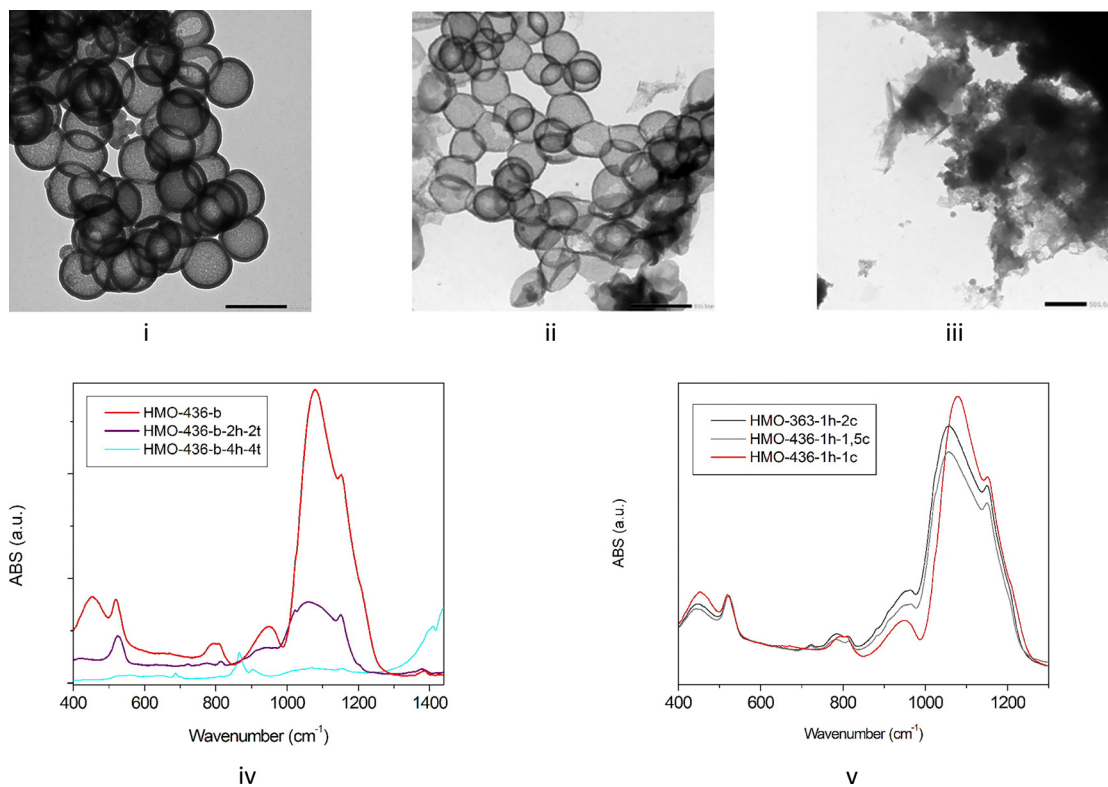 i
ii
iii
HMO-436-b
HMO-436-b-2h-2t
HMO-436-b-4h-4t
ABS (a.u.)
400 600 800 1000 1200 1400
Wavenumber (cm⁻¹)
iv
HMO-363-1h-2c
HMO-436-1h-1,5c
HMO-436-1h-1c
ABS (a.u.)
400 600 800 1000 1200
Wavenumber (cm⁻¹)
v